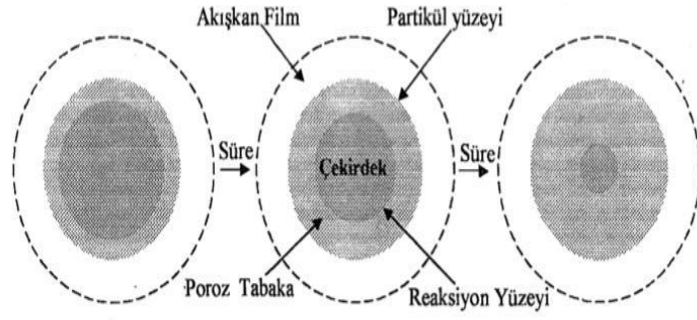 Akışkan Film
Partikül yüzeyi
Süre
Çekirdek
Süre
Poroz Tabaka
Reaksiyon Yüzeyi